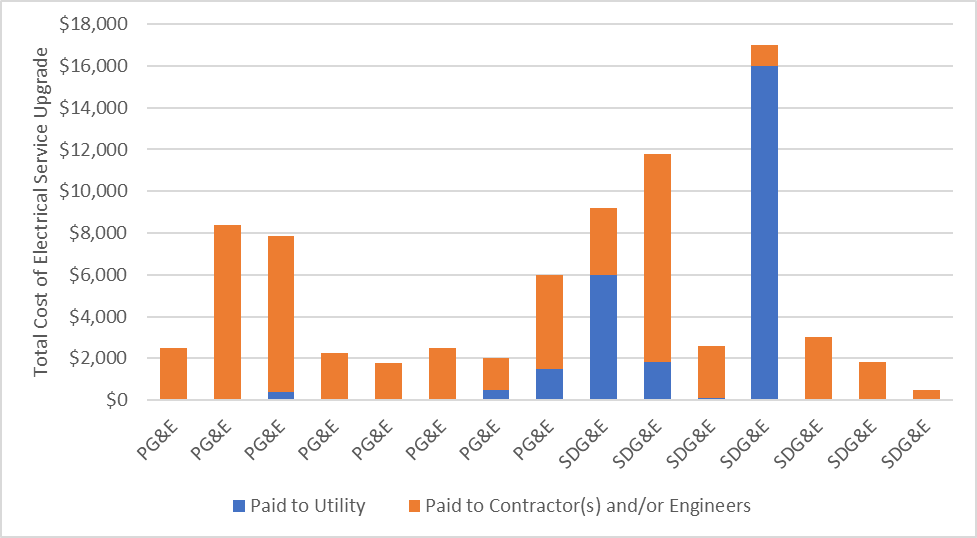 Total Cost of Electrical Service Upgrade
$18,000
$16,000
$14,000
$12,000
$10,000
$8,000
$6,000
$4,000
$2,000
$0
PG&E
PG&E
PG&E
PG&E
PG&E
PG&E
PG&E
PG&E
SDG&E
SDG&E
SDG&E
SDG&E
SDG&E
SDG&E
SDG&E
Paid to Utility
Paid to Contractor(s) and/or Engineers